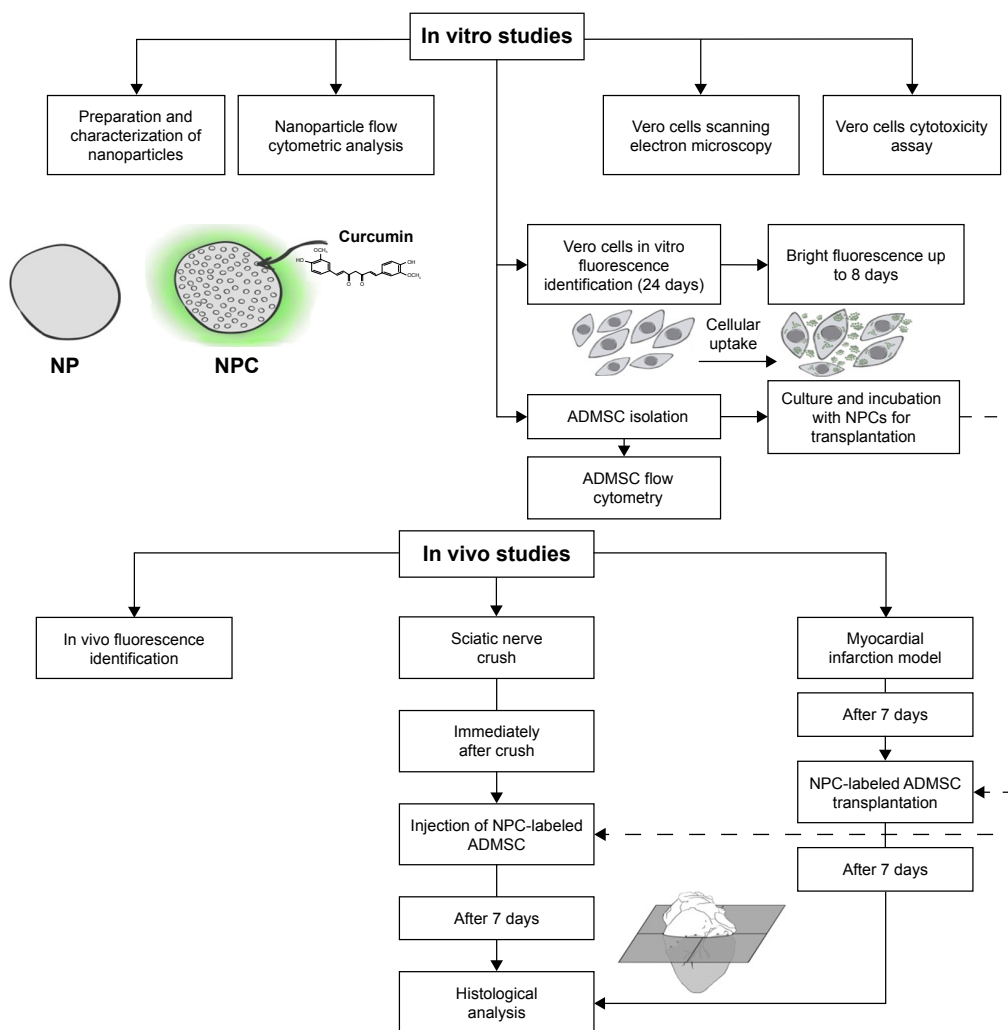 In vitro studies
Preparation and
characterization of
nanoparticles
Nanoparticle flow
cytometric analysis
Vero cells scanning
electron microscopy
Vero cells cytotoxicity
assay
NP
NPC
Curcumin
HO
OCH₃
O
O
OH
OCH₃
Vero cells in vitro
fluorescence
identification (24 days)
Bright fluorescence up
to 8 days
Cellular
uptake
ADMSC isolation
Culture and incubation
with NPCs for
transplantation
ADMSC flow
cytometry
In vivo studies
In vivo fluorescence
identification
Sciatic nerve
crush
Myocardial
infarction model
Immediately
after crush
After 7 days
Injection of NPC-labeled
ADMSC
NPC-labeled ADMSC
transplantation
After 7 days
After 7 days
Histological
analysis